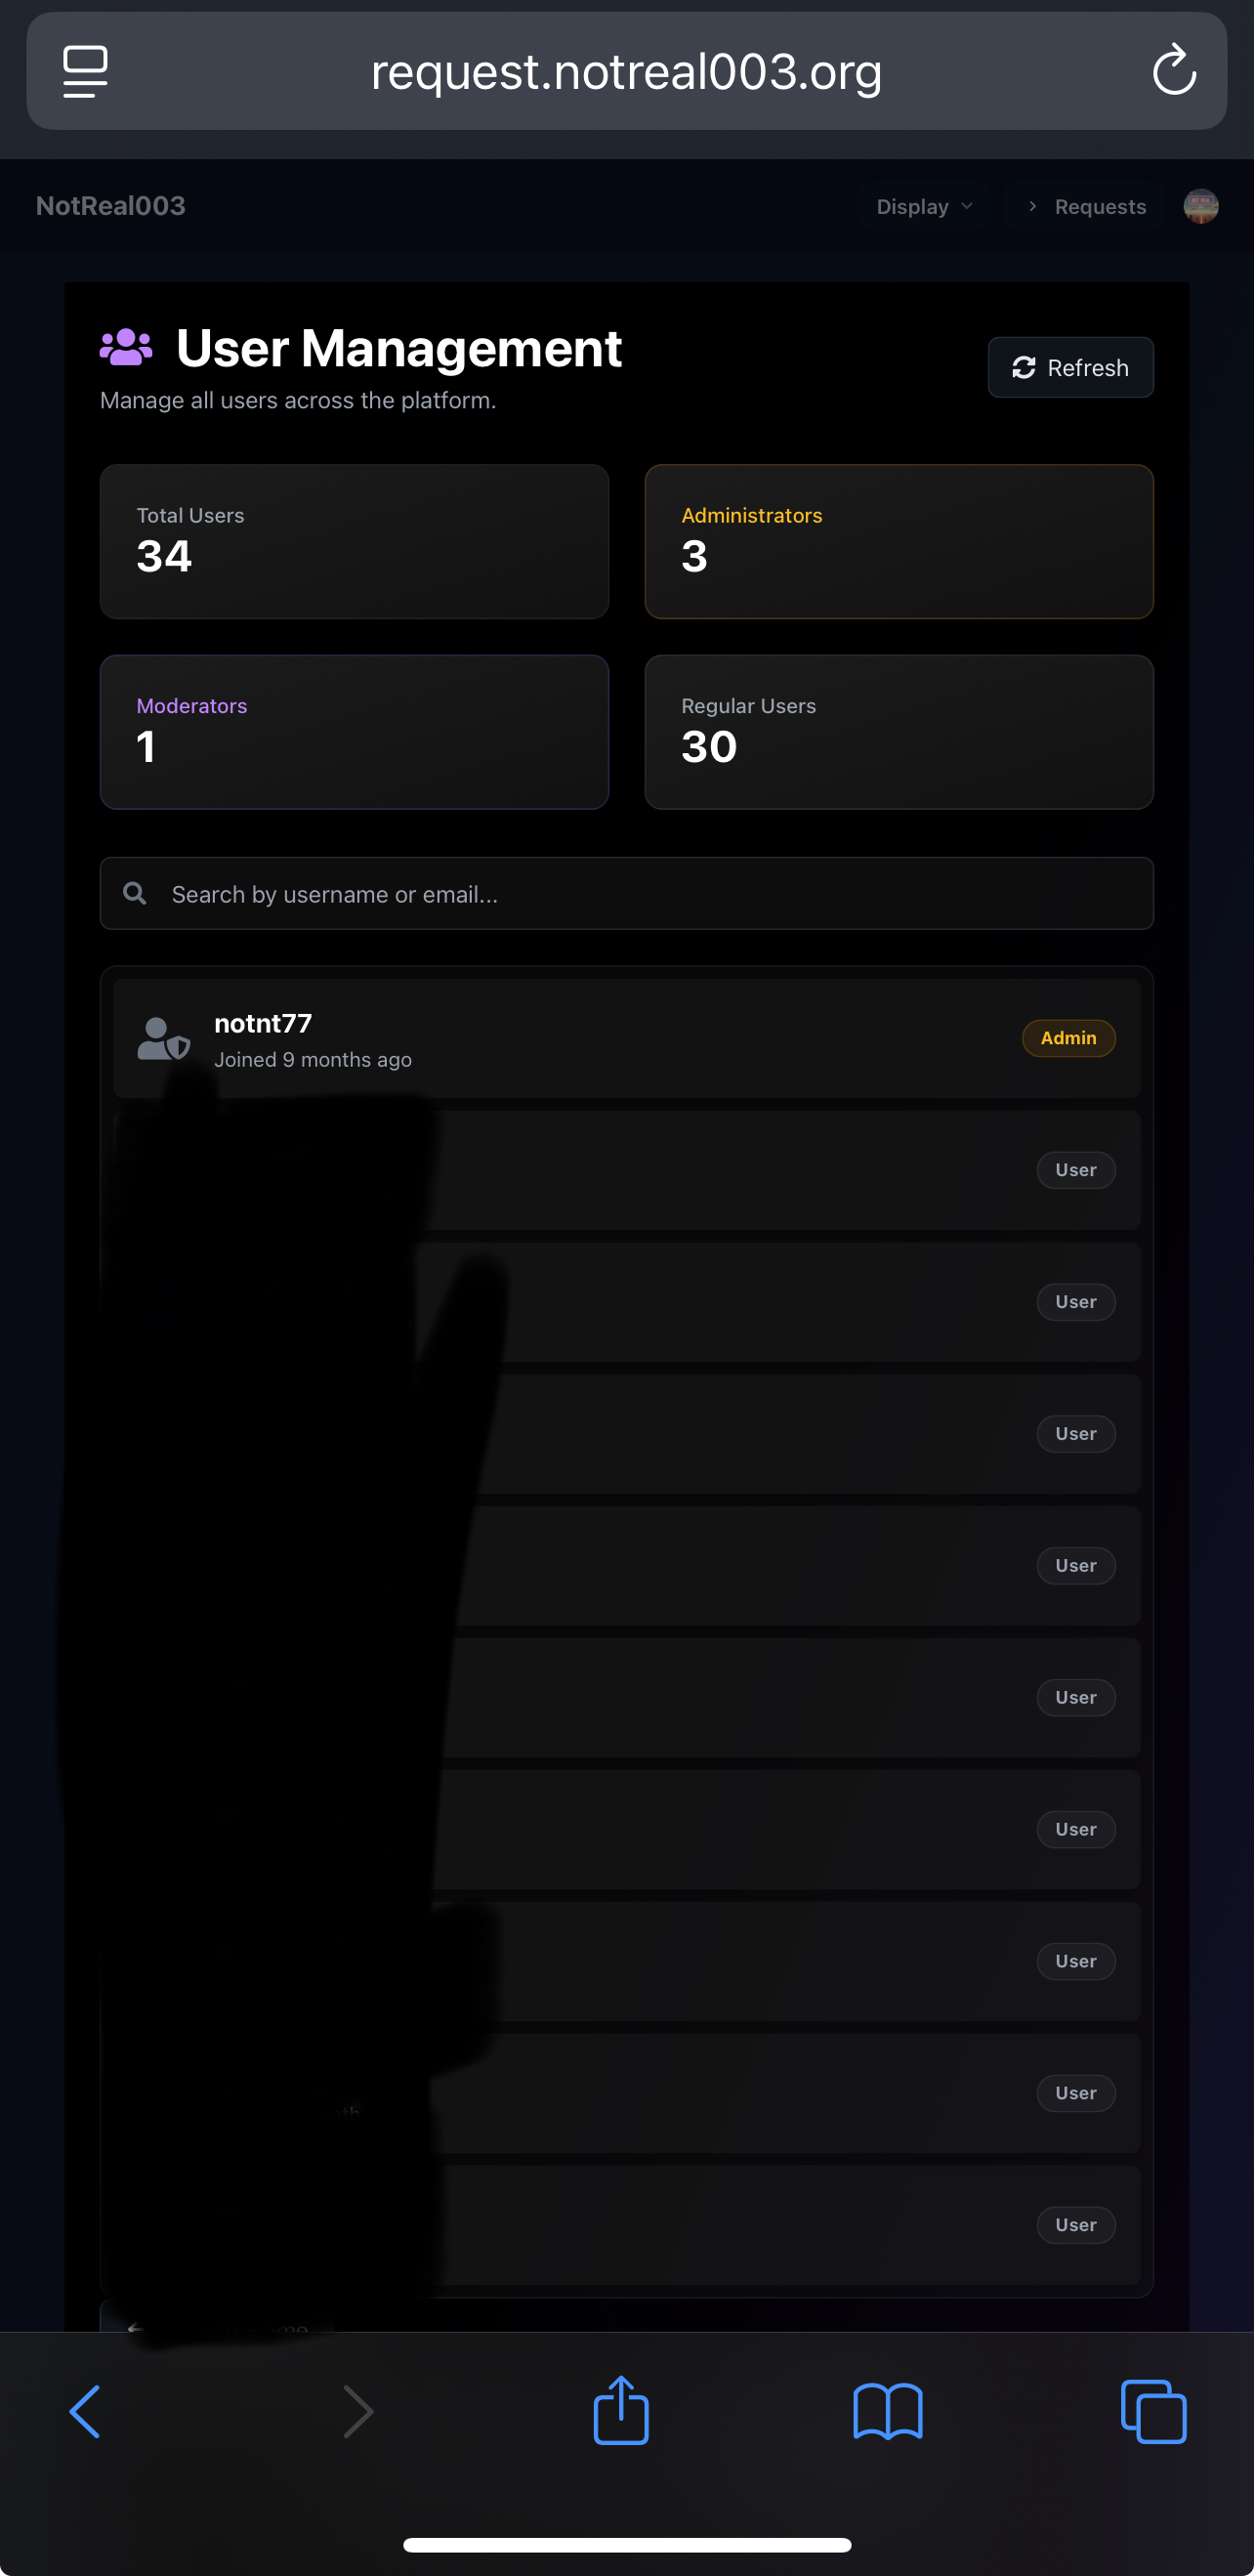 request.notreal003.org
NotReal003
Display
Requests
User Management
Manage all users across the platform.
Refresh
Total Users
34
Administrators
3
Moderators
1
Regular Users
30
Search by username or email...
notnt77
Joined 9 months ago
Admin
User
User
User
User
User
User
User
User
User